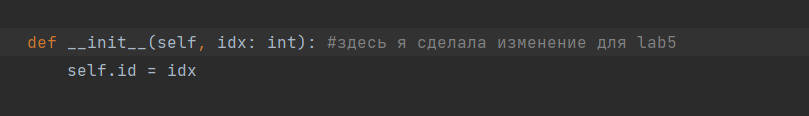 def __init__(self, idx: int): #здесь я сделала изменение для lab5
self.id = idx